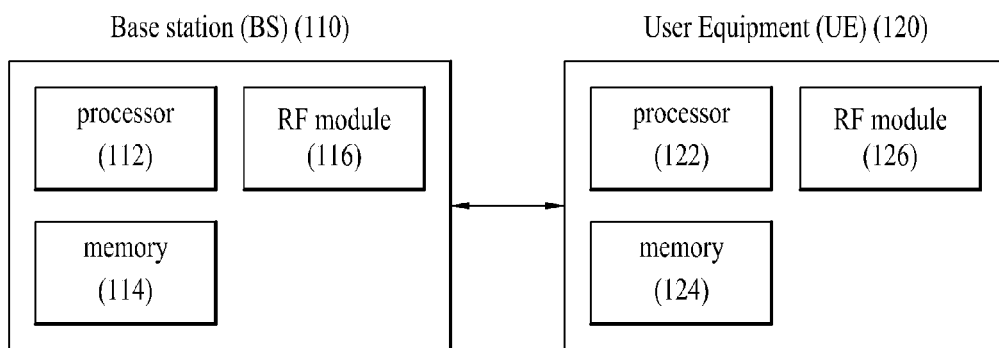 Base station (BS) (110)
processor
(112)
RF module
(116)
memory
(114)
User Equipment (UE) (120)
processor
(122)
RF module
(126)
memory
(124)